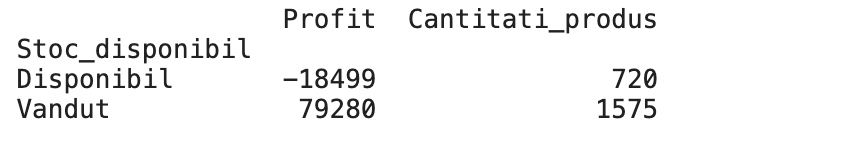 Profit Cantitati_produs
Stoc_disponibil
Disponibil -18499 720
Vandut 79280 1575